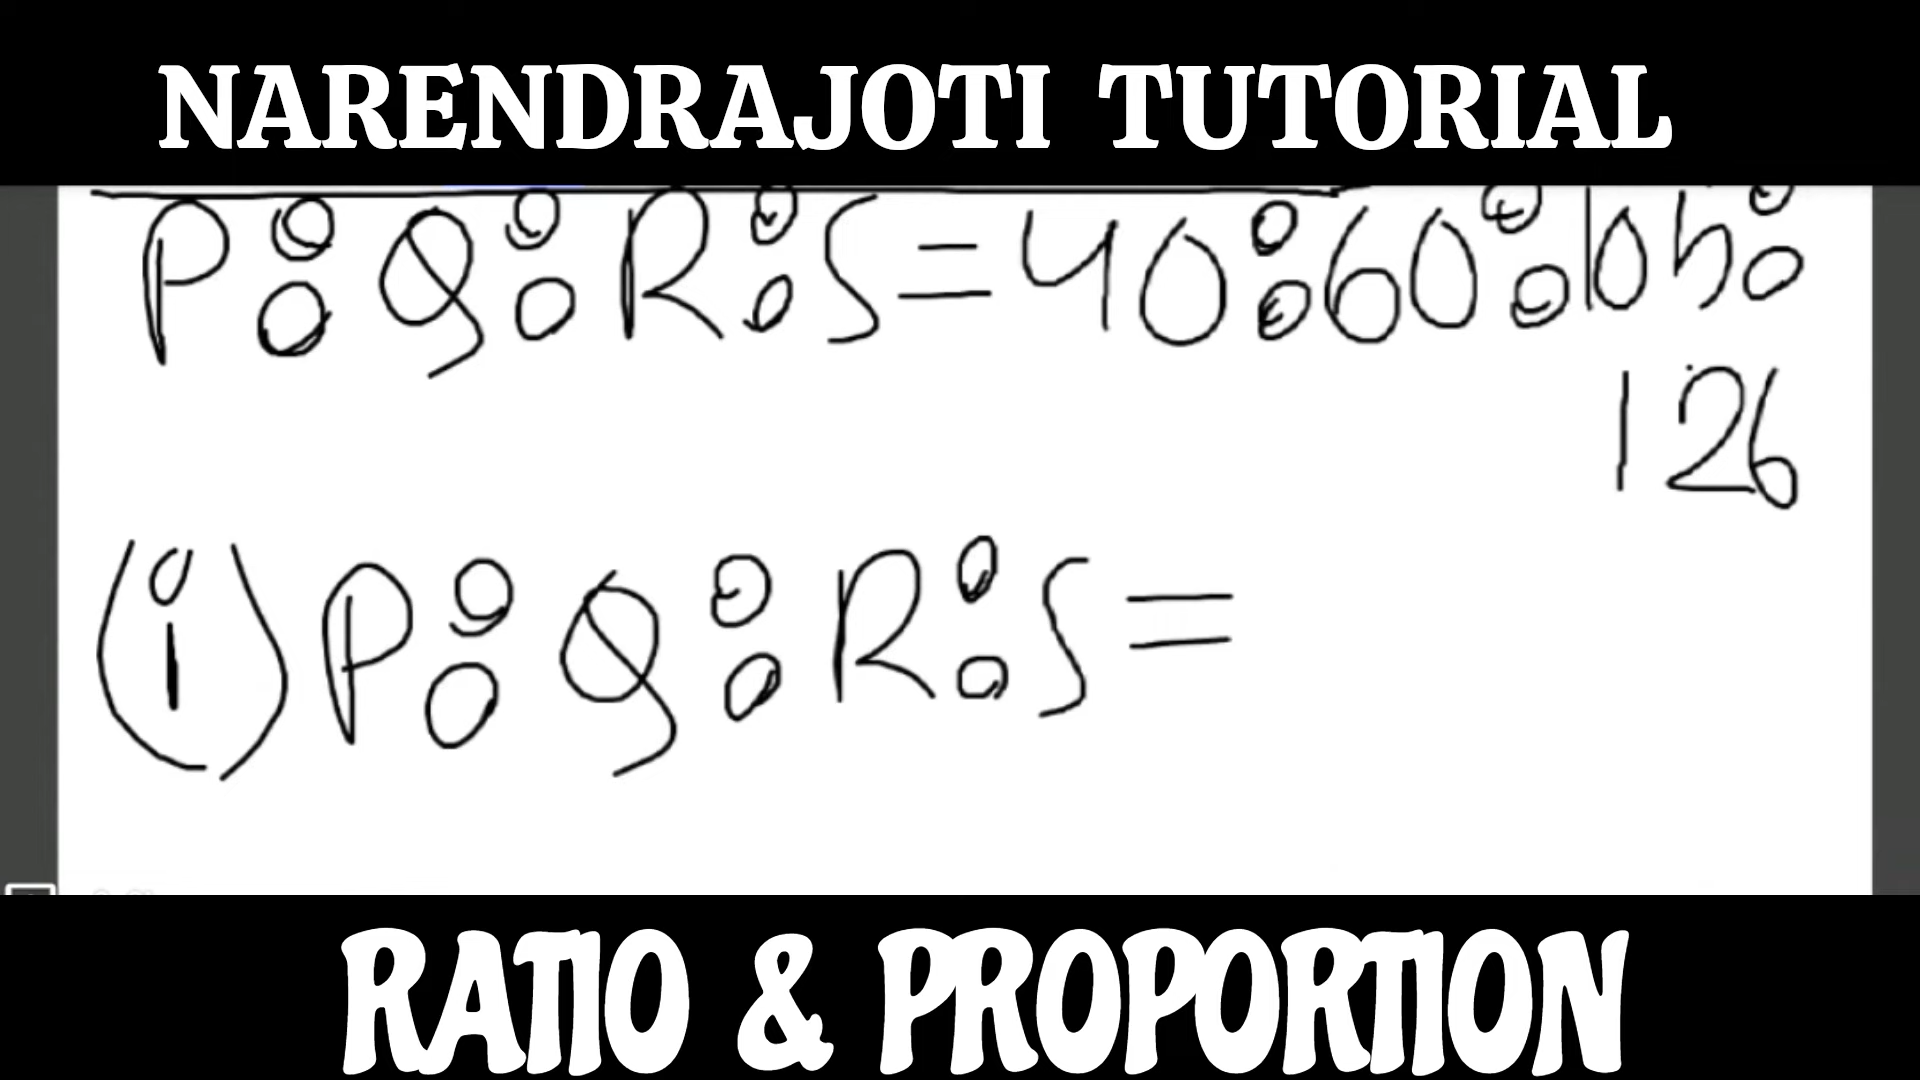 NARENDRAJOTI TUTORIAL
P:Q:R:S=40:60:105:
126
(i) P:Q:R:S=
RATIO & PROPORTION